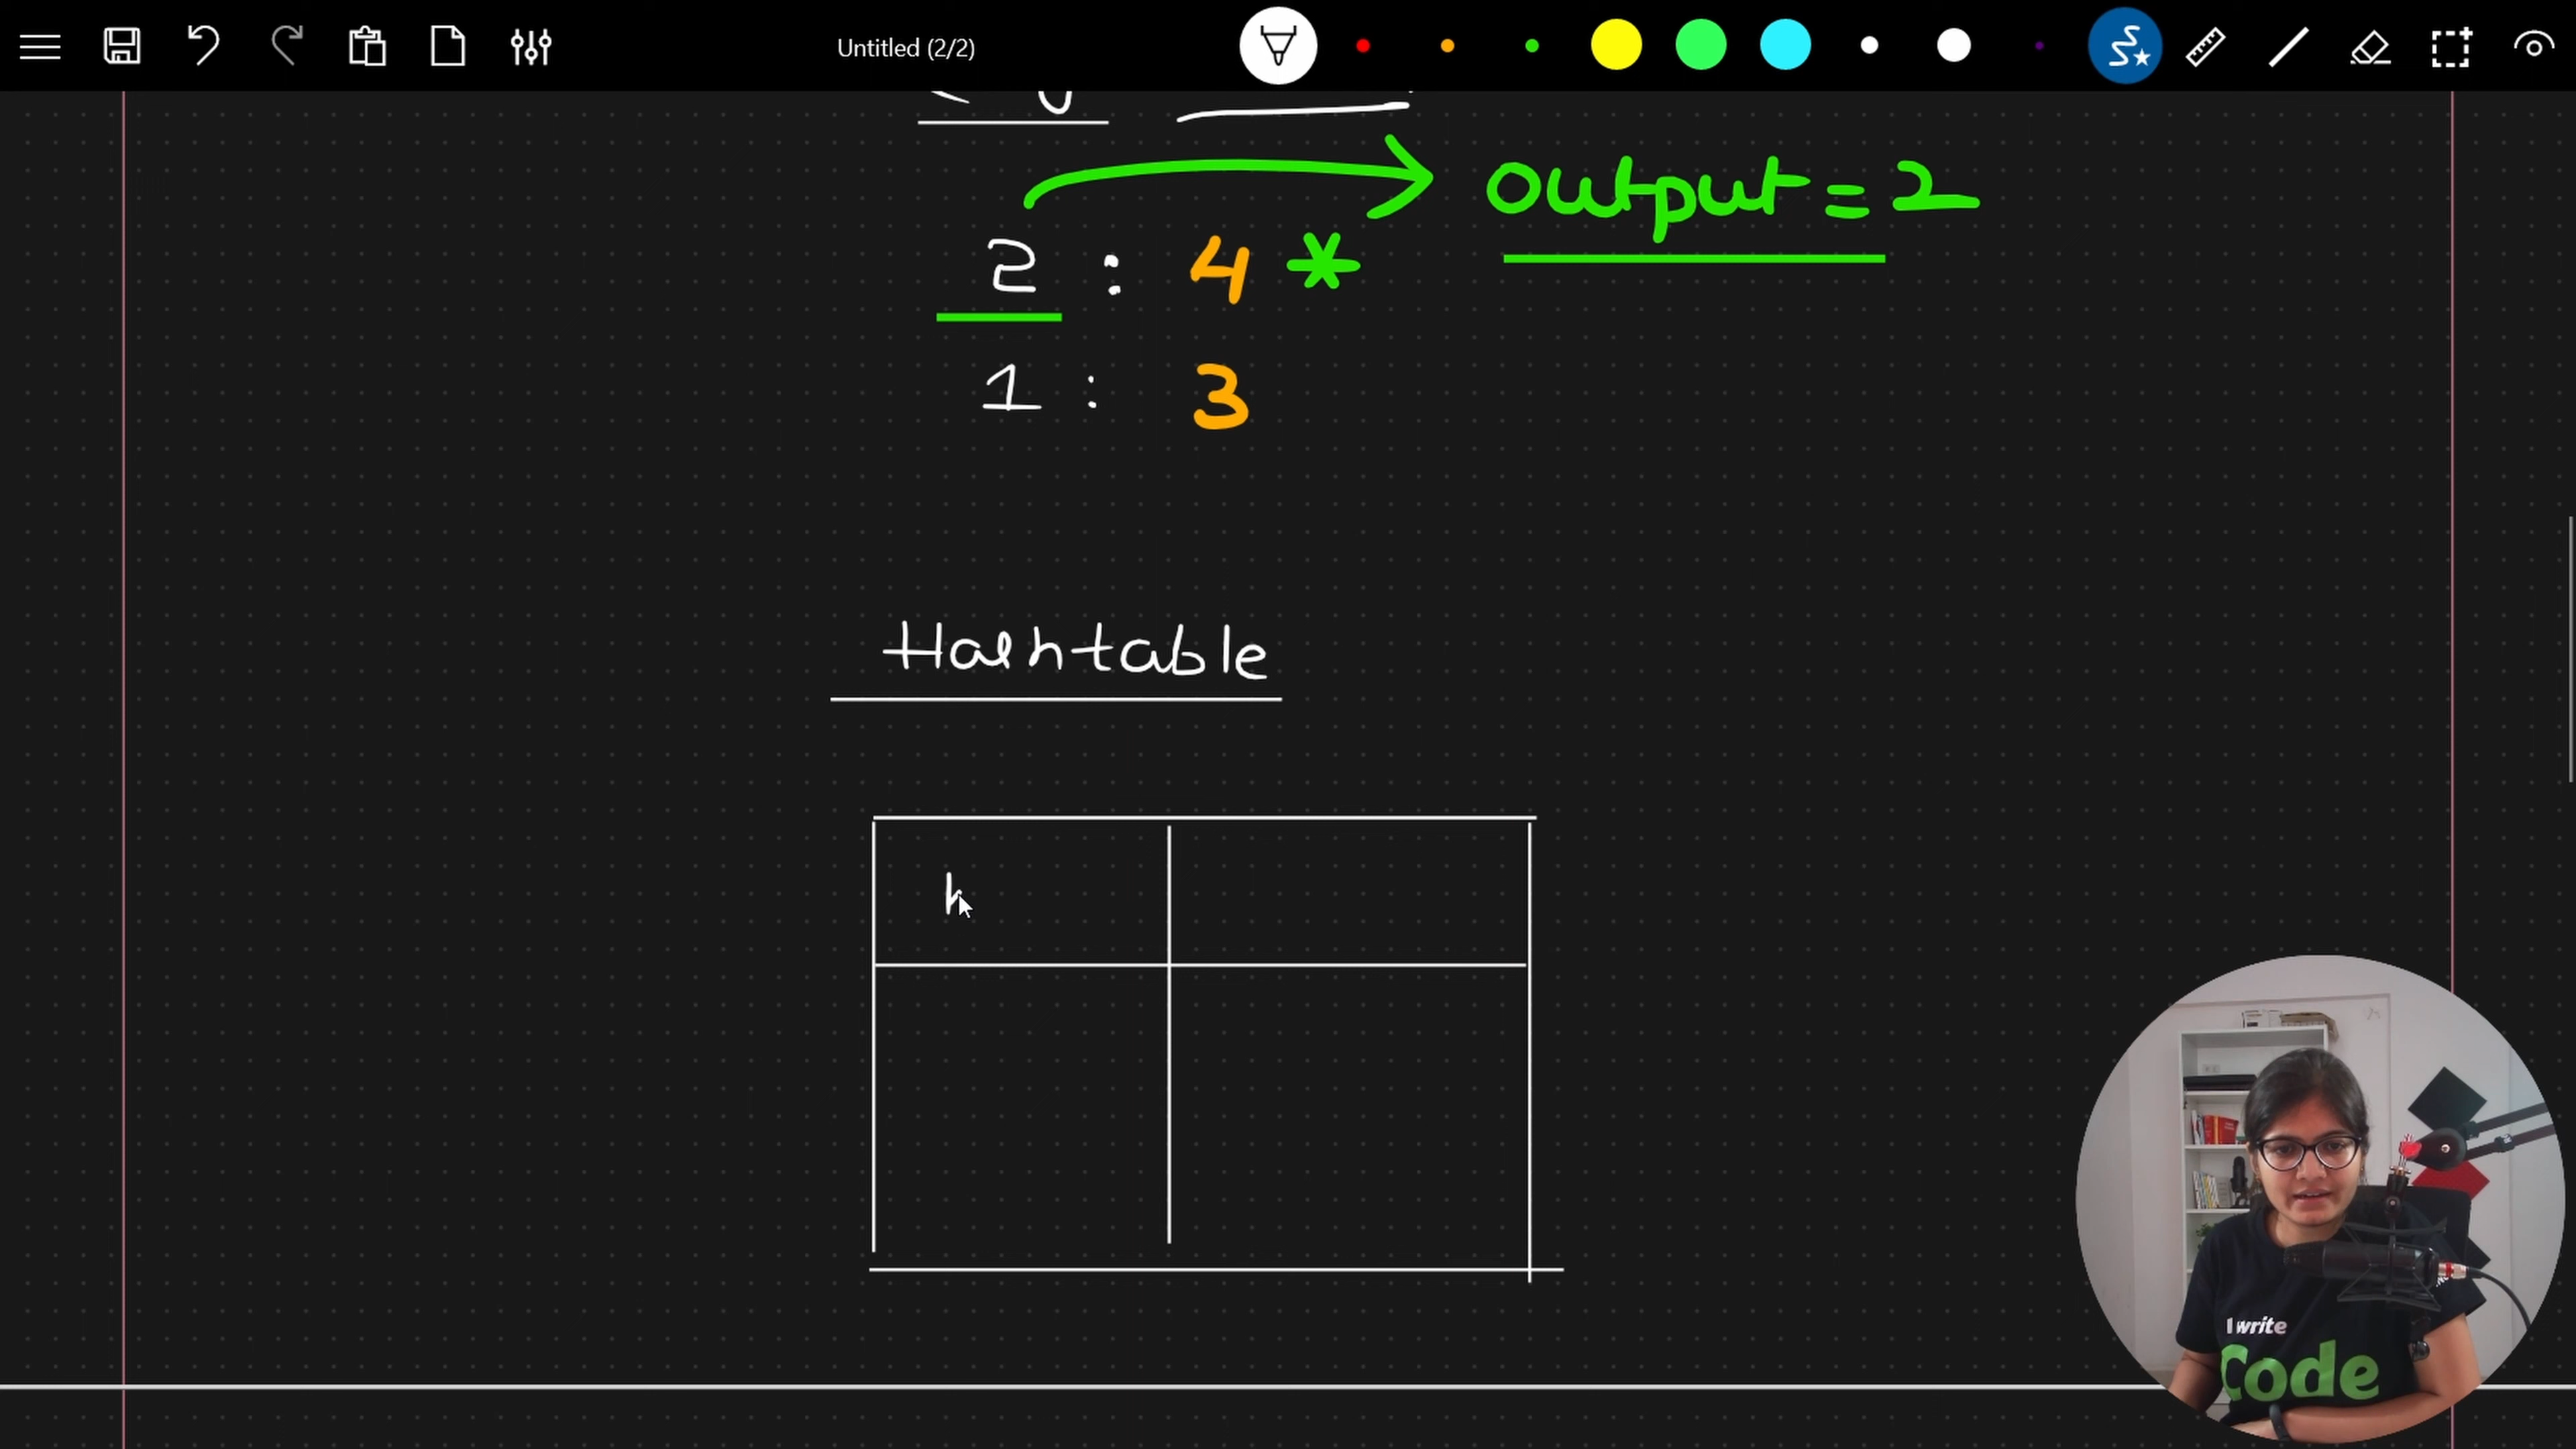 Untitled (2/2)
output = 2
2 : 4 *
1 : 3
Hashtable
k
I write
Code